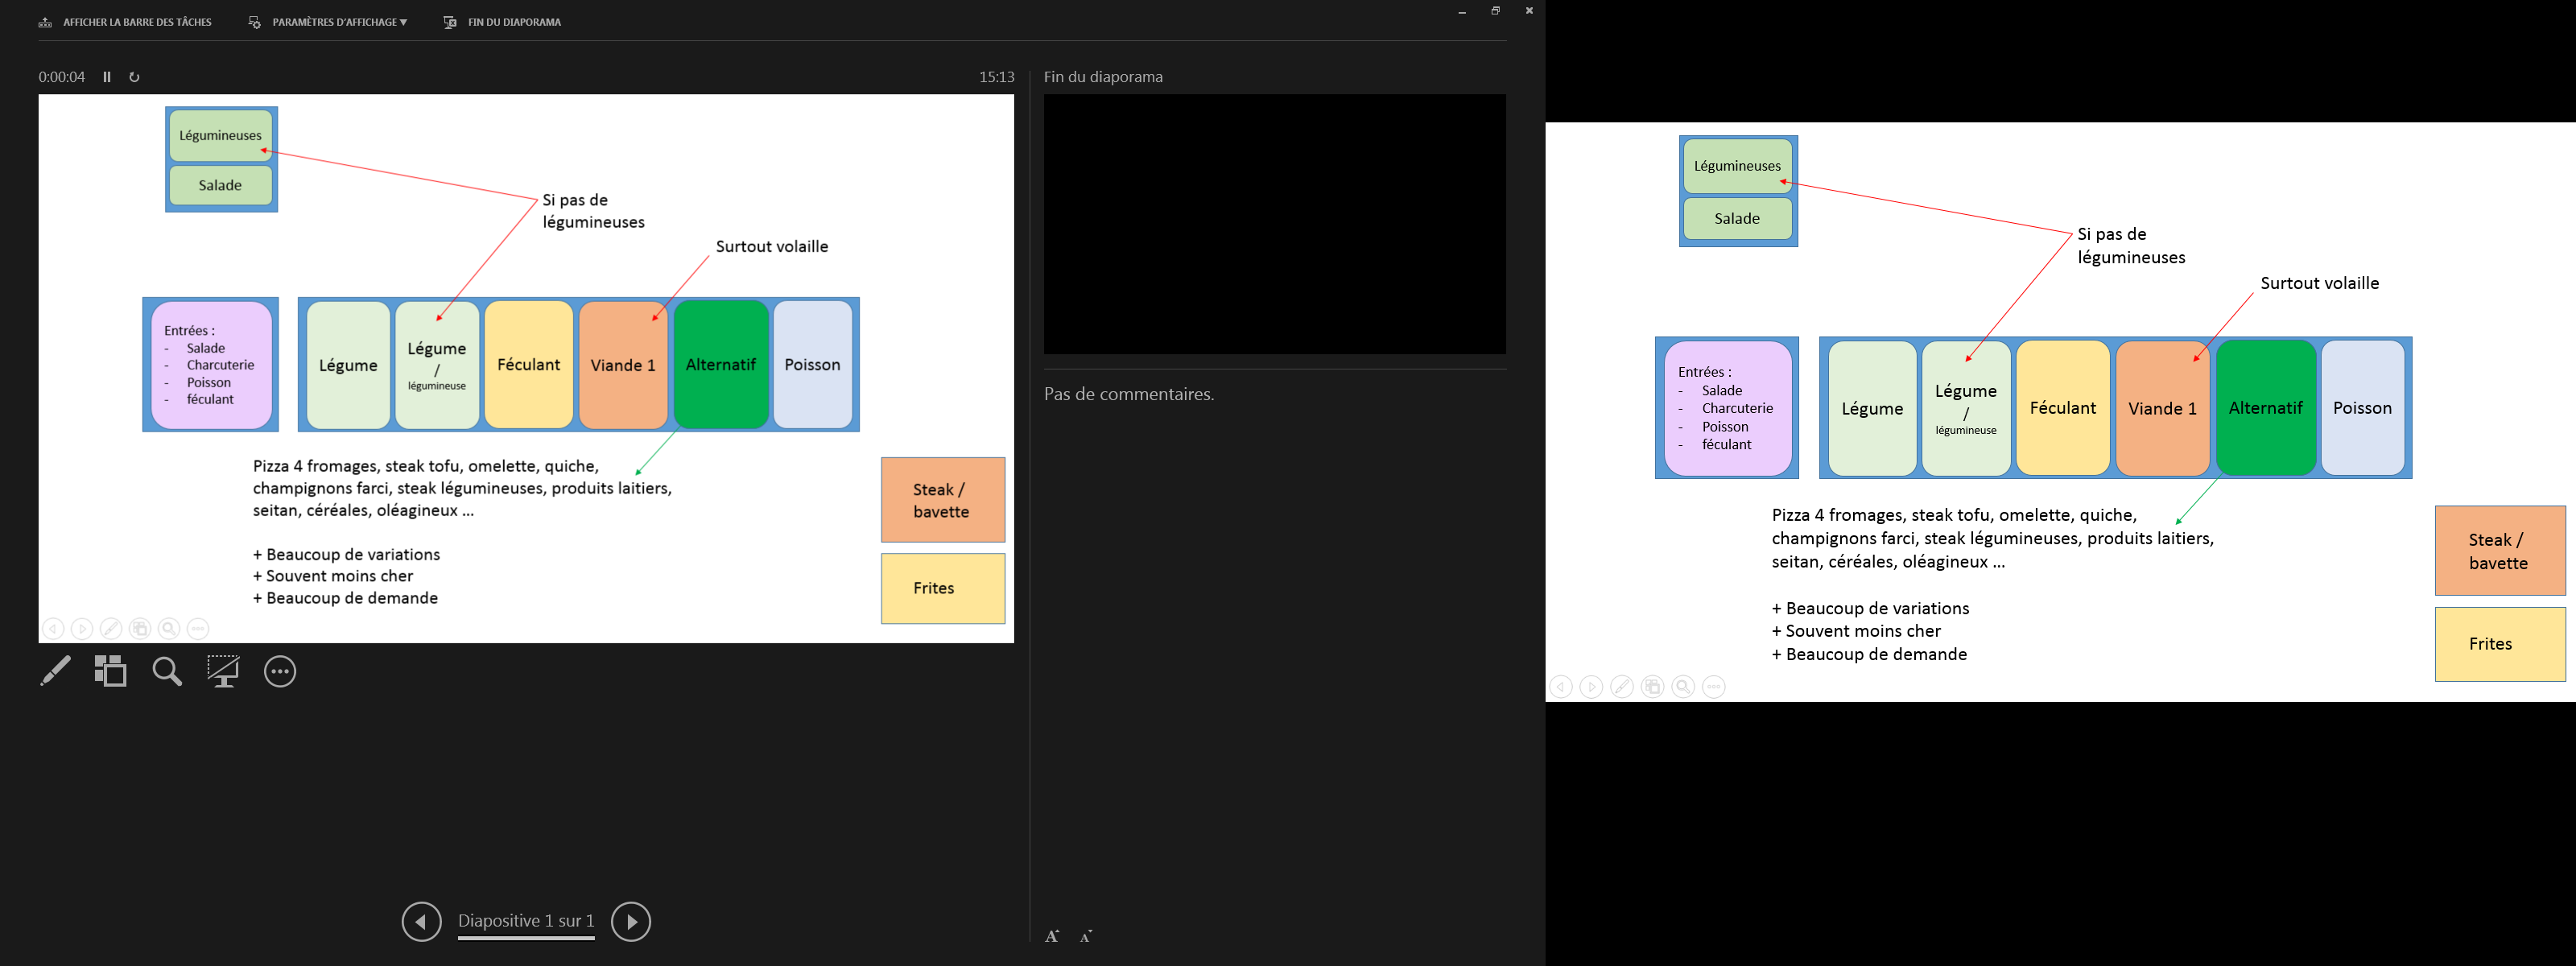 AFFICHER LA BARRE DES TÂCHES
PARAMÈTRES D'AFFICHAGE ▼
FIN DU DIAPORAMA
0:00:04
15:13
Légumineuses
Salade
Si pas de
légumineuses
Surtout volaille
Entrées :
- Salade
- Charcuterie
- Poisson
- féculant
Légume
Légume
/
légumineuse
Féculant
Viande 1
Alternatif
Poisson
Pizza 4 fromages, steak tofu, omelette, quiche,
champignons farci, steak légumineuses, produits laitiers,
seitan, céréales, oléagineux ...
+ Beaucoup de variations
+ Souvent moins cher
+ Beaucoup de demande
Steak /
bavette
Frites
Diapositive 1 sur 1
Fin du diaporama
Pas de commentaires.
A
A
Légumineuses
Salade
Si pas de
légumineuses
Surtout volaille
Entrées :
- Salade
- Charcuterie
- Poisson
- féculant
Légume
Légume
/
légumineuse
Féculant
Viande 1
Alternatif
Poisson
Pizza 4 fromages, steak tofu, omelette, quiche,
champignons farci, steak légumineuses, produits laitiers,
seitan, céréales, oléagineux ...
+ Beaucoup de variations
+ Souvent moins cher
+ Beaucoup de demande
Steak /
bavette
Frites